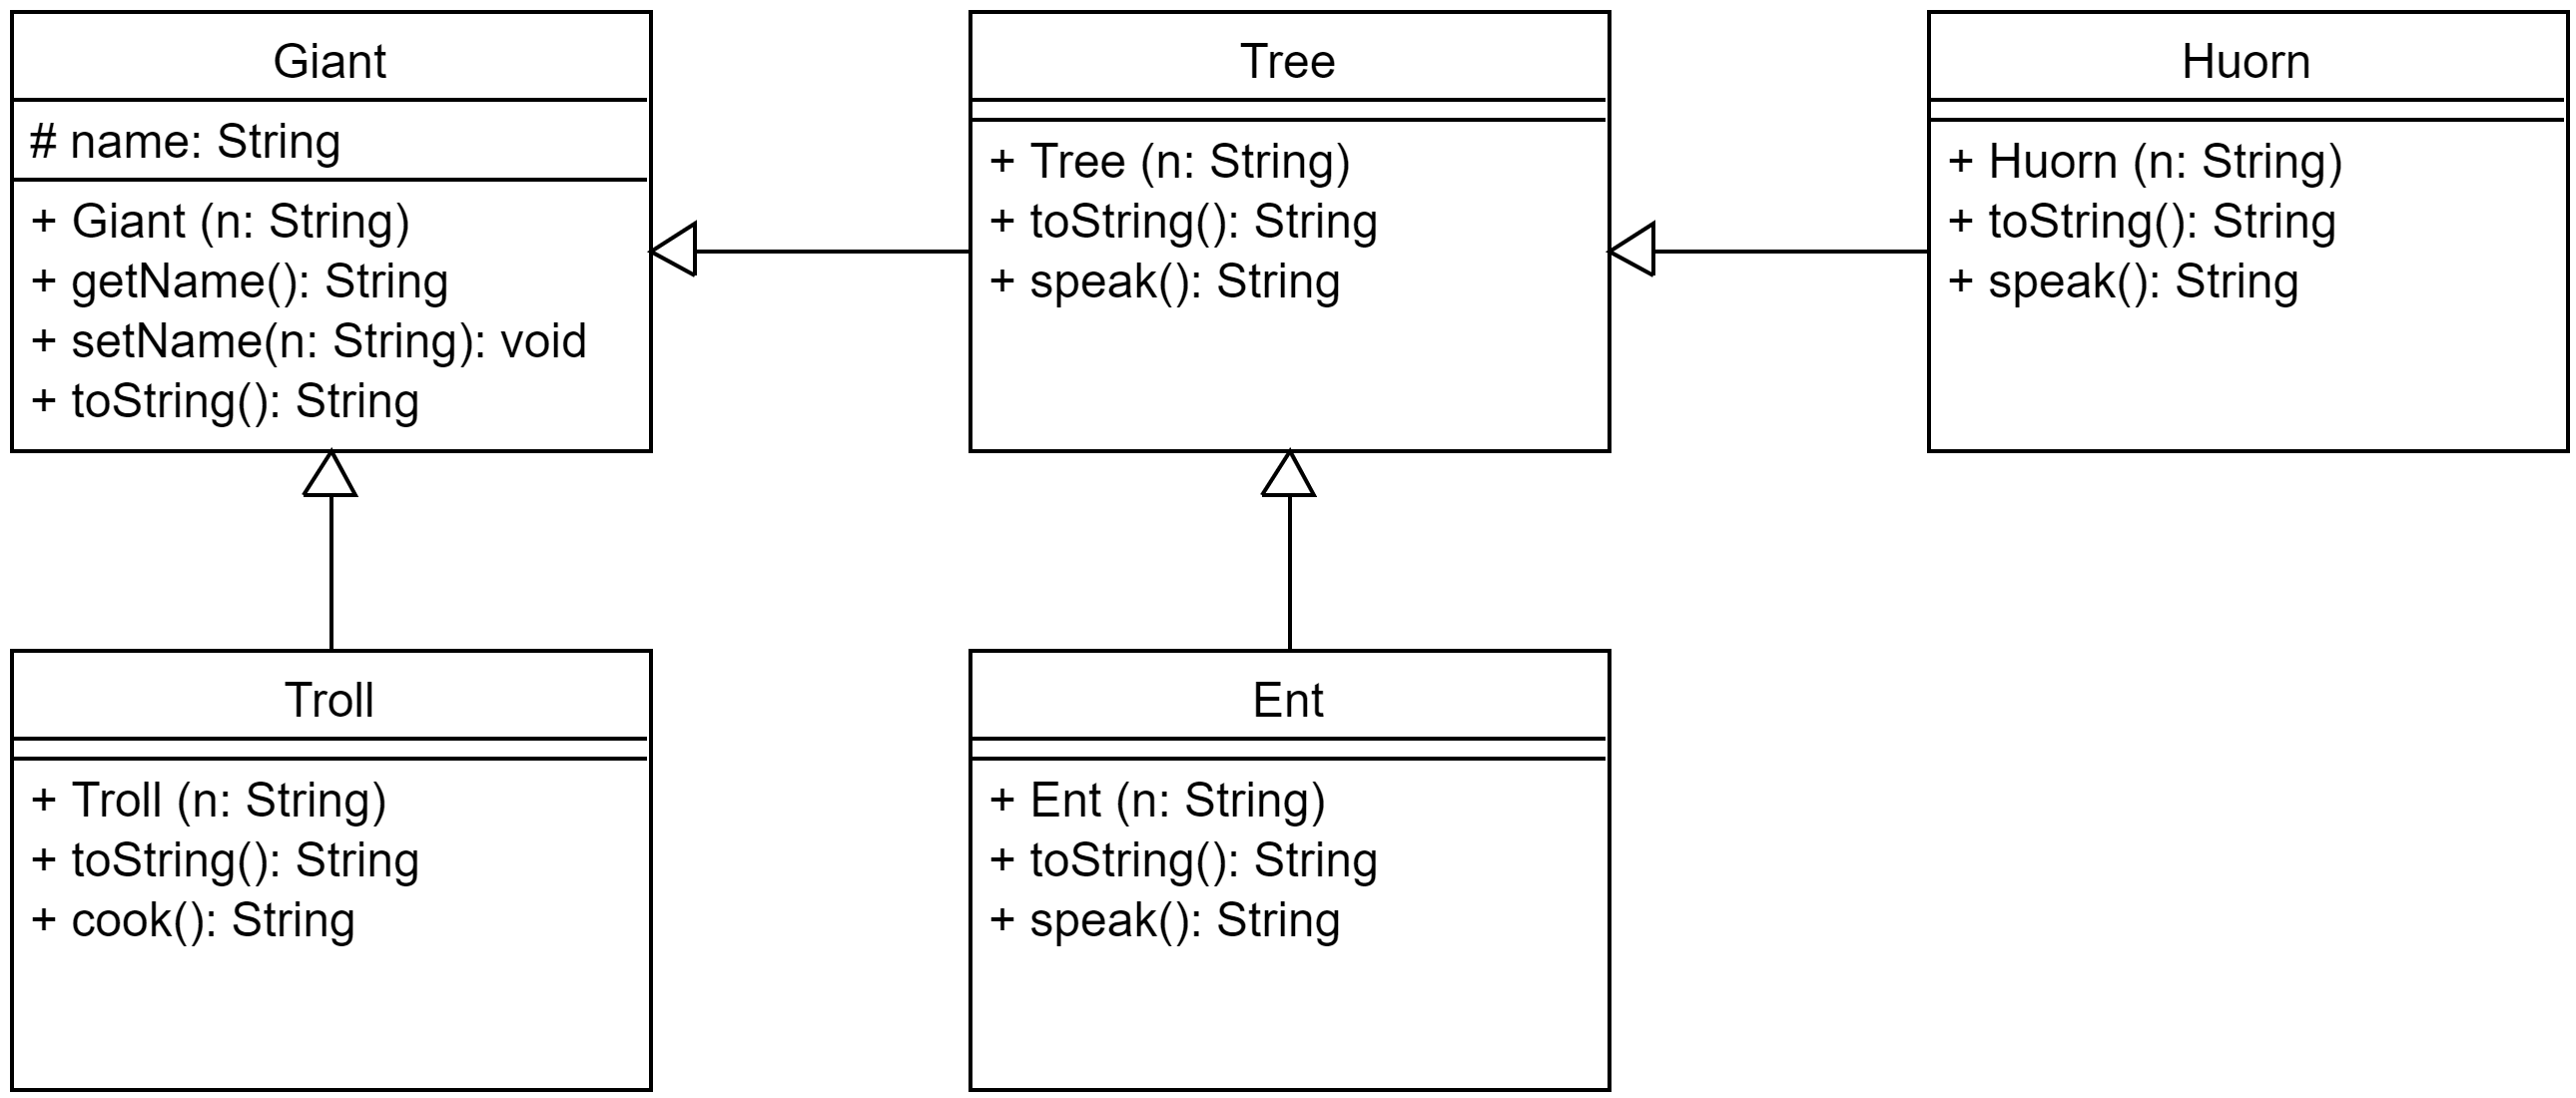 Giant
# name: String
+ Giant (n: String)
+ getName(): String
+ setName(n: String): void
+ toString(): String
Tree
+ Tree (n: String)
+ toString(): String
+ speak(): String
Huorn
+ Huorn (n: String)
+ toString(): String
+ speak(): String
Troll
+ Troll (n: String)
+ toString(): String
+ cook(): String
Ent
+ Ent (n: String)
+ toString(): String
+ speak(): String